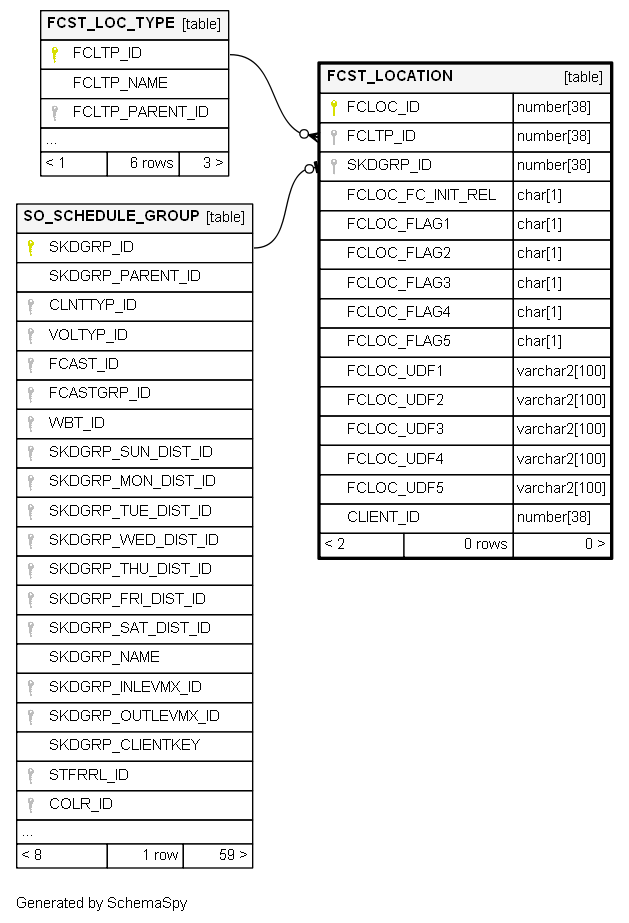 FCST_LOC_TYPE [table]
FCLTP_ID
FCLTP_NAME
FCLTP_PARENT_ID
...
< 1 6 rows 3 >
SO_SCHEDULE_GROUP [table]
SKDGRP_ID
SKDGRP_PARENT_ID
CLNTTYP_ID
VOLTYP_ID
FCAST_ID
FCASTGRP_ID
WBT_ID
SKDGRP_SUN_DIST_ID
SKDGRP_MON_DIST_ID
SKDGRP_TUE_DIST_ID
SKDGRP_WED_DIST_ID
SKDGRP_THU_DIST_ID
SKDGRP_FRI_DIST_ID
SKDGRP_SAT_DIST_ID
SKDGRP_NAME
SKDGRP_INLEVMX_ID
SKDGRP_OUTLEVMX_ID
SKDGRP_CLIENTKEY
STFRRL_ID
COLR_ID
...
< 8 1 row 59 >
FCST_LOCATION [table]
FCLOC_ID number[38]
FCLTP_ID number[38]
SKDGRP_ID number[38]
FCLOC_FC_INIT_REL char[1]
FCLOC_FLAG1 char[1]
FCLOC_FLAG2 char[1]
FCLOC_FLAG3 char[1]
FCLOC_FLAG4 char[1]
FCLOC_FLAG5 char[1]
FCLOC_UDF1 varchar2[100]
FCLOC_UDF2 varchar2[100]
FCLOC_UDF3 varchar2[100]
FCLOC_UDF4 varchar2[100]
FCLOC_UDF5 varchar2[100]
CLIENT_ID number[38]
< 2 0 rows 0 >
Generated by SchemaSpy